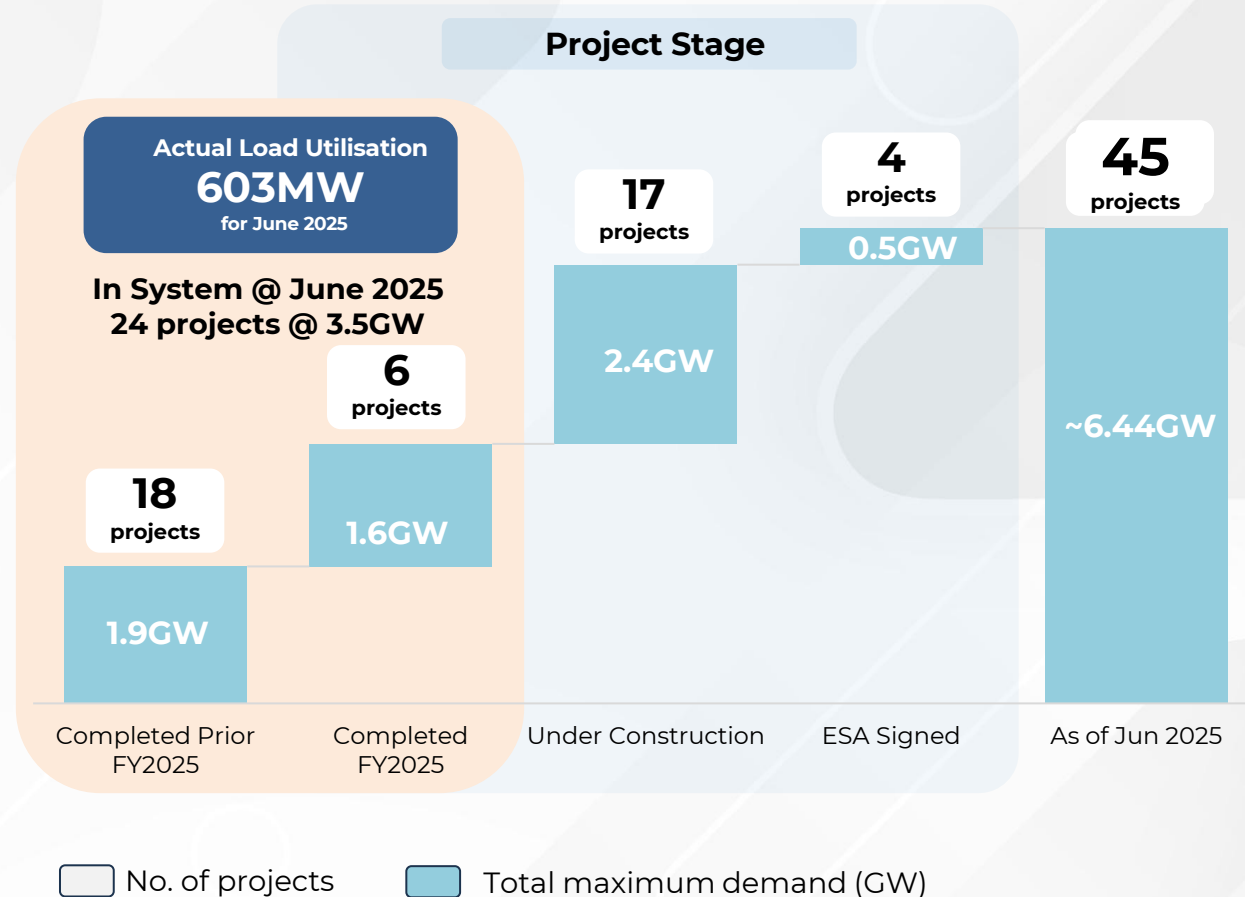 Project Stage
Actual Load Utilisation
603MW
for June 2025
In System @ June 2025
24 projects @ 3.5GW
18
projects
1.9GW
6
projects
1.6GW
17
projects
2.4GW
4
projects
0.5GW
45
projects
~6.44GW
Completed Prior
FY2025
Completed
FY2025
Under Construction
ESA Signed
As of Jun 2025
No. of projects
Total maximum demand (GW)